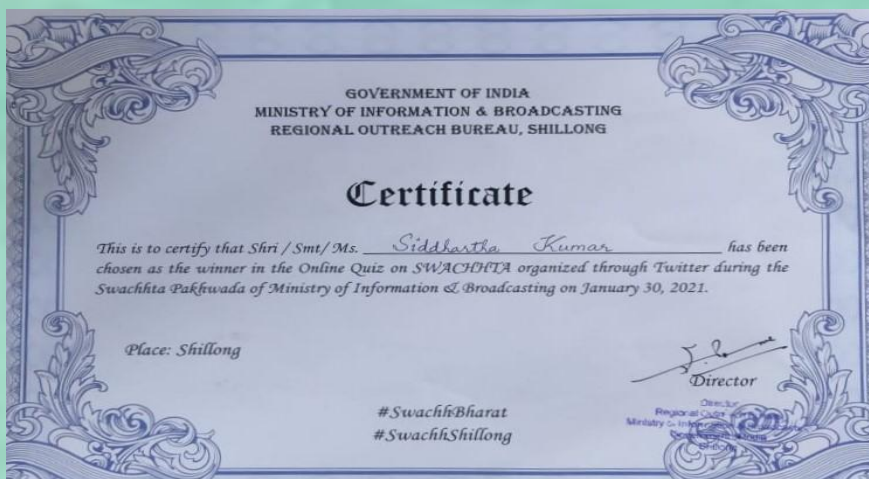 GOVERNMENT OF INDIA
MINISTRY OF INFORMATION & BROADCASTING
REGIONAL OUTREACH BUREAU, SHILLONG
Certificate
This is to certify that Shri / Smt/ Ms. Siddhartha Kumar has been
chosen as the winner in the Online Quiz on SWACHHTA organized through Twitter during the
Swachhta Pakhwada of Ministry of Information & Broadcasting on January 30, 2021.
Place: Shillong
Director
Director
Regional
Ministry
Shillong
#SwachhBharat
#SwachhShillong